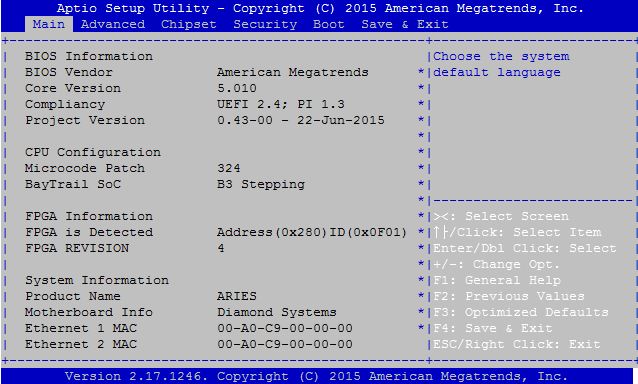 Aptio Setup Utility – Copyright (C) 2015 American Megatrends, Inc.
Main Advanced Chipset Security Boot Save & Exit
BIOS Information
BIOS Vendor American Megatrends
Core Version 5.010
Compliancy UEFI 2.4; PI 1.3
Project Version 0.43-00 – 22-Jun-2015
CPU Configuration
Microcode Patch 324
BayTrail SoC B3 Stepping
FPGA Information
FPGA is Detected Address(0x280)ID(0x0F01)
FPGA REVISION 4
System Information
Product Name ARIES
Motherboard Info Diamond Systems
Ethernet 1 MAC 00-A0-C9-00-00-00
Ethernet 2 MAC 00-A0-C9-00-00-00
Choose the system
default language
><: Select Screen
↑├/Click: Select Item
Enter/Dbl Click: Select
+/-: Change Opt.
F1: General Help
F2: Previous Values
F3: Optimized Defaults
F4: Save & Exit
ESC/Right Click: Exit
Version 2.17.1246. Copyright (C) 2015 American Megatrends, Inc.